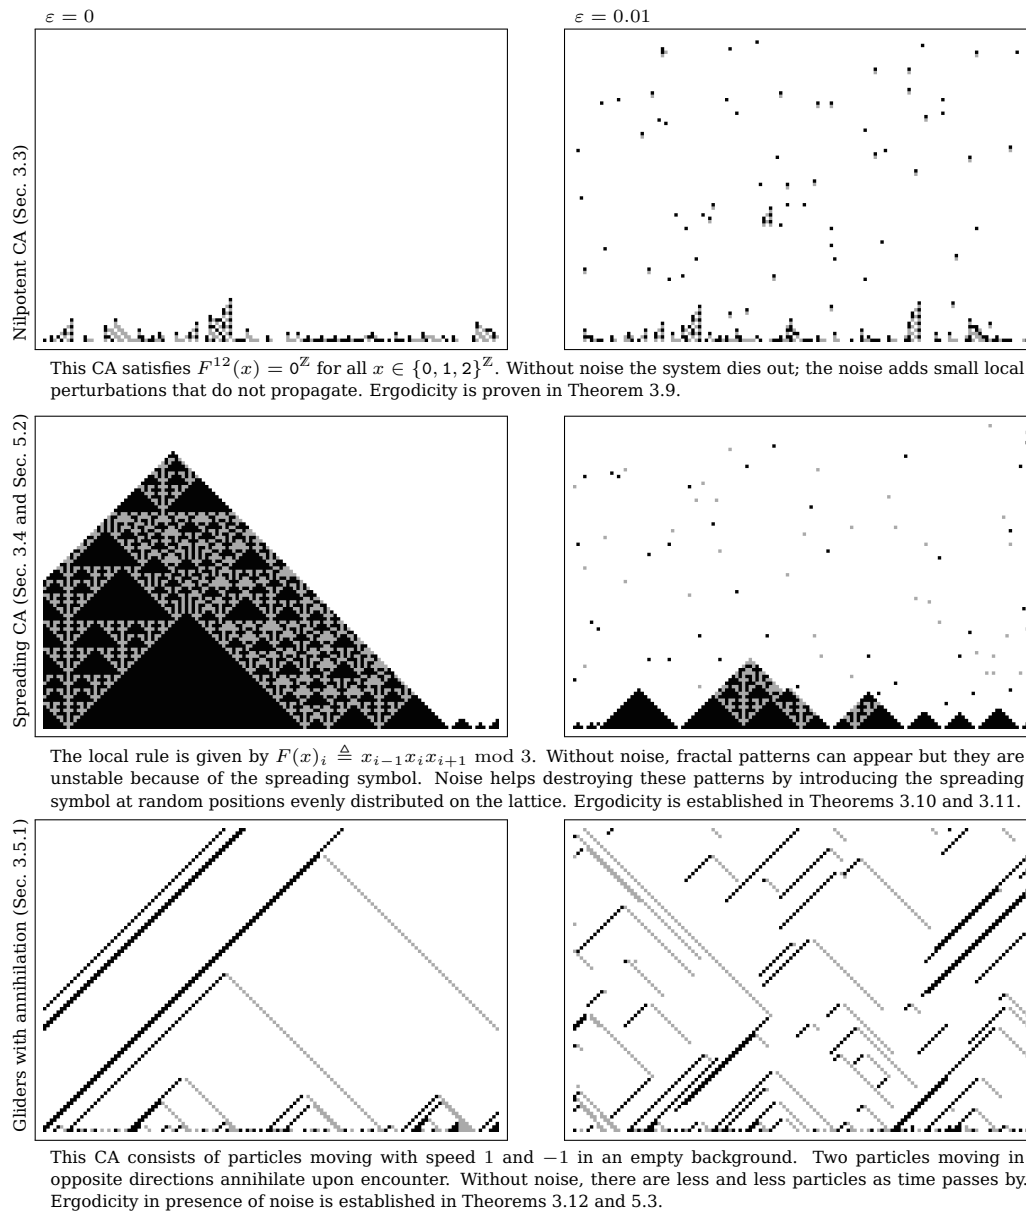 ε = 0
ε = 0.01
Nilpotent CA (Sec. 3.3)
This CA satisfies F¹²(x) = 0^ℤ for all x ∈ {0, 1, 2}^ℤ. Without noise the system dies out; the noise adds small local
perturbations that do not propagate. Ergodicity is proven in Theorem 3.9.
Spreading CA (Sec. 3.4 and Sec. 5.2)
The local rule is given by F(x)ᵢ ≜ xᵢ₋₁xᵢxᵢ₊₁ mod 3. Without noise, fractal patterns can appear but they are
unstable because of the spreading symbol. Noise helps destroying these patterns by introducing the spreading
symbol at random positions evenly distributed on the lattice. Ergodicity is established in Theorems 3.10 and 3.11.
Gliders with annihilation (Sec. 3.5.1)
This CA consists of particles moving with speed 1 and −1 in an empty background. Two particles moving in
opposite directions annihilate upon encounter. Without noise, there are less and less particles as time passes by.
Ergodicity in presence of noise is established in Theorems 3.12 and 5.3.